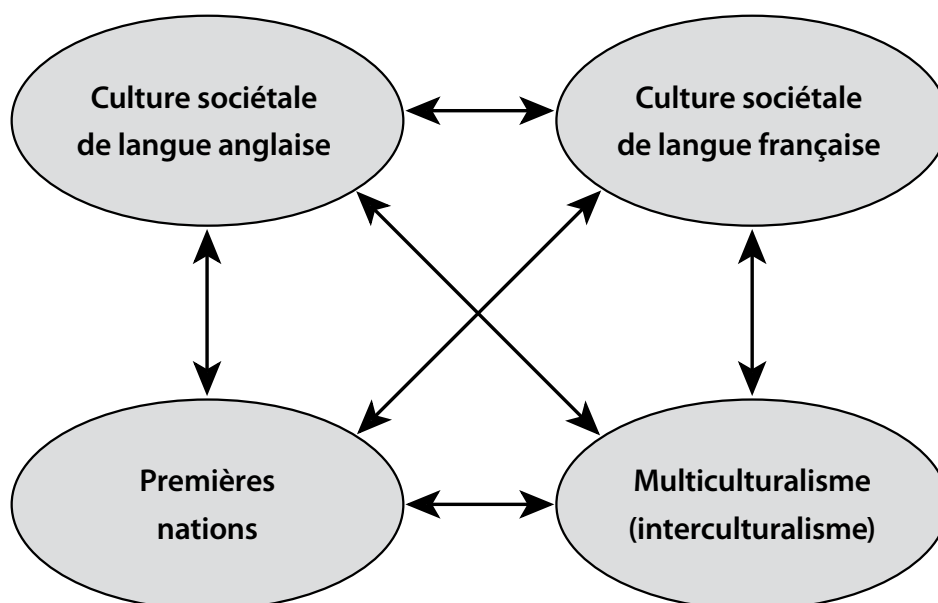 Culture sociétale
de langue anglaise
Culture sociétale
de langue française
Premières
nations
Multiculturalisme
(interculturalisme)